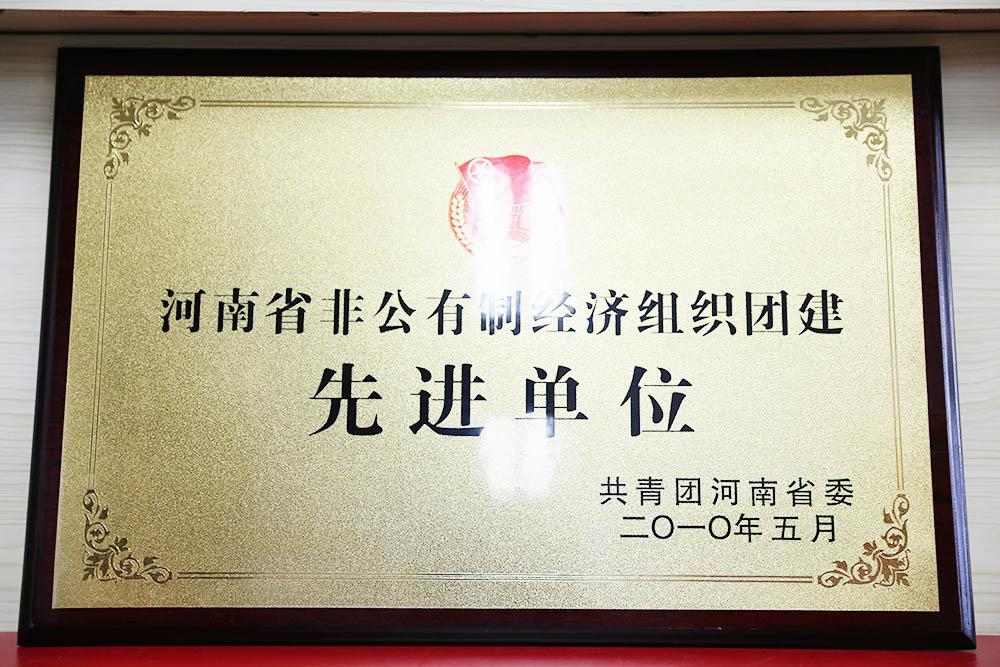 河南省非公有制经济组织团建
先进单位
共青团河南省委
二〇一〇年五月